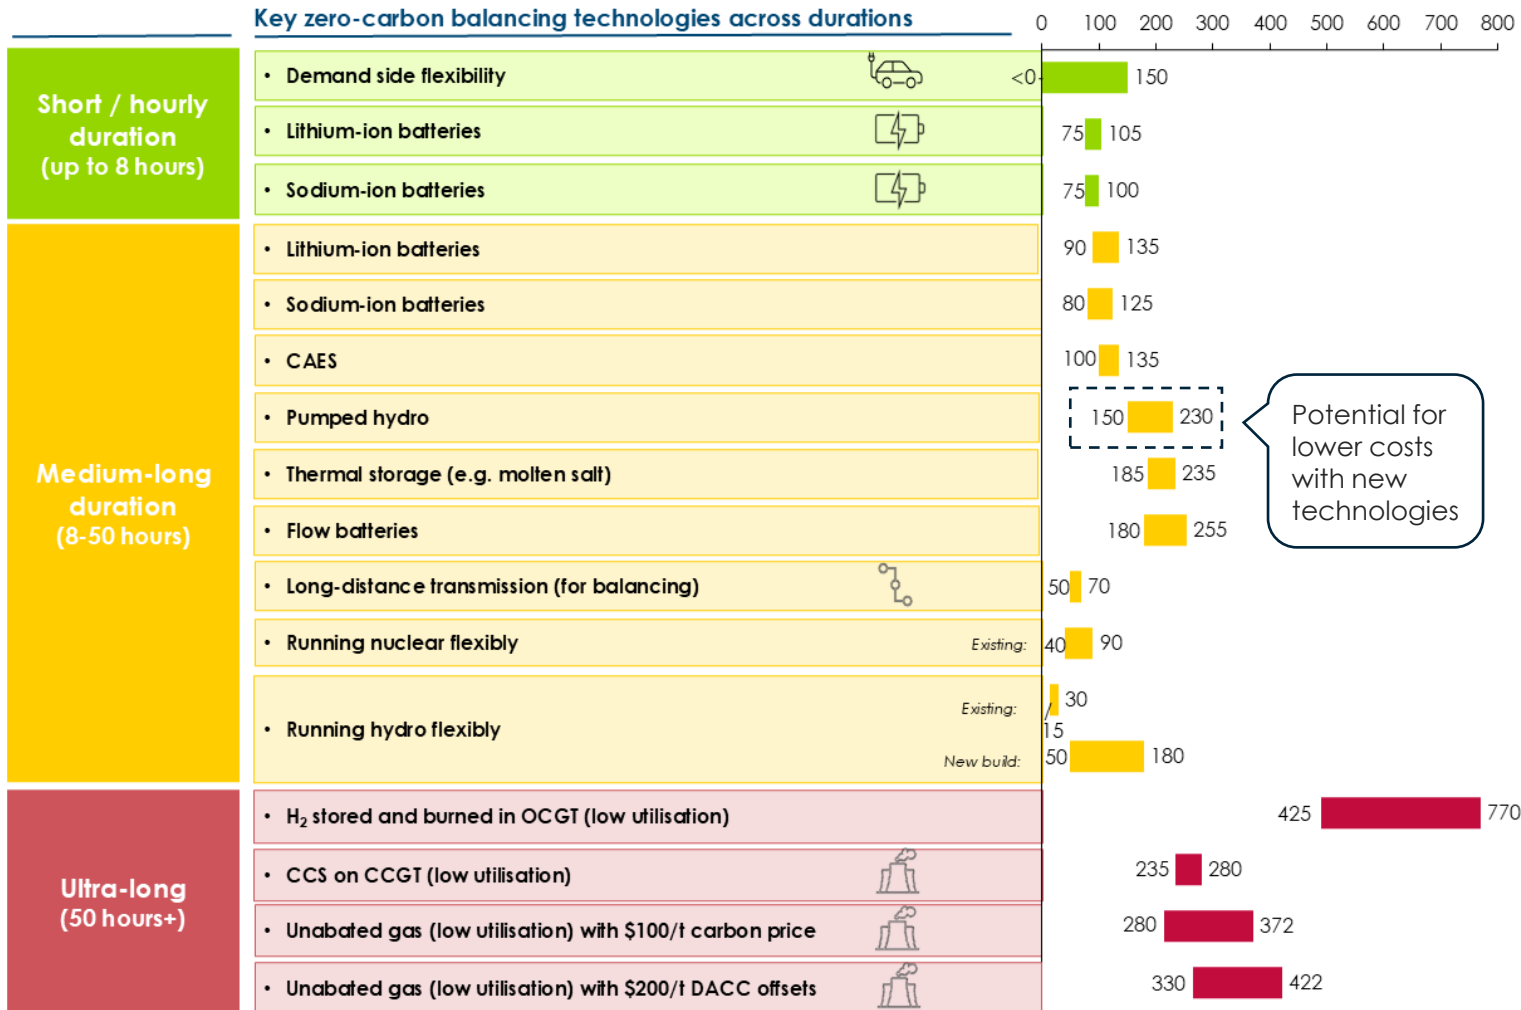 Key zero-carbon balancing technologies across durations
0 100 200 300 400 500 600 700 800
Short / hourly
duration
(up to 8 hours)
• Demand side flexibility
<0
150
• Lithium-ion batteries
75
105
• Sodium-ion batteries
75
100
Medium-long
duration
(8-50 hours)
• Lithium-ion batteries
90
135
• Sodium-ion batteries
80
125
• CAES
100
135
• Pumped hydro
150
230
Potential for
lower costs
with new
technologies
• Thermal storage (e.g. molten salt)
185
235
• Flow batteries
180
255
• Long-distance transmission (for balancing)
50
70
• Running nuclear flexibly
Existing:
40
90
• Running hydro flexibly
Existing:
15
30
New build:
50
180
Ultra-long
(50 hours+)
• H₂ stored and burned in OCGT (low utilisation)
425
770
• CCS on CCGT (low utilisation)
235
280
• Unabated gas (low utilisation) with $100/t carbon price
280
372
• Unabated gas (low utilisation) with $200/t DACC offsets
330
422